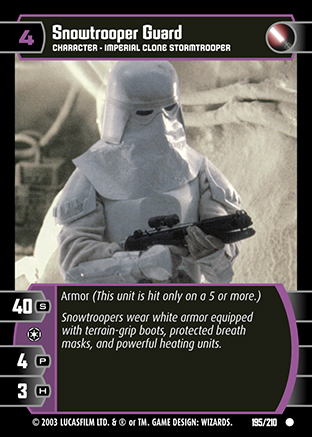 4
Snowtrooper Guard
CHARACTER - IMPERIAL CLONE STORMTROOPER
40 S
Armor (This unit is hit only on a 5 or more.)
Snowtroopers wear white armor equipped
with terrain-grip boots, protected breath
masks, and powerful heating units.
4 P
3 H
© 2003 LUCASFILM LTD. & ® or TM. GAME DESIGN: WIZARDS. 195/210